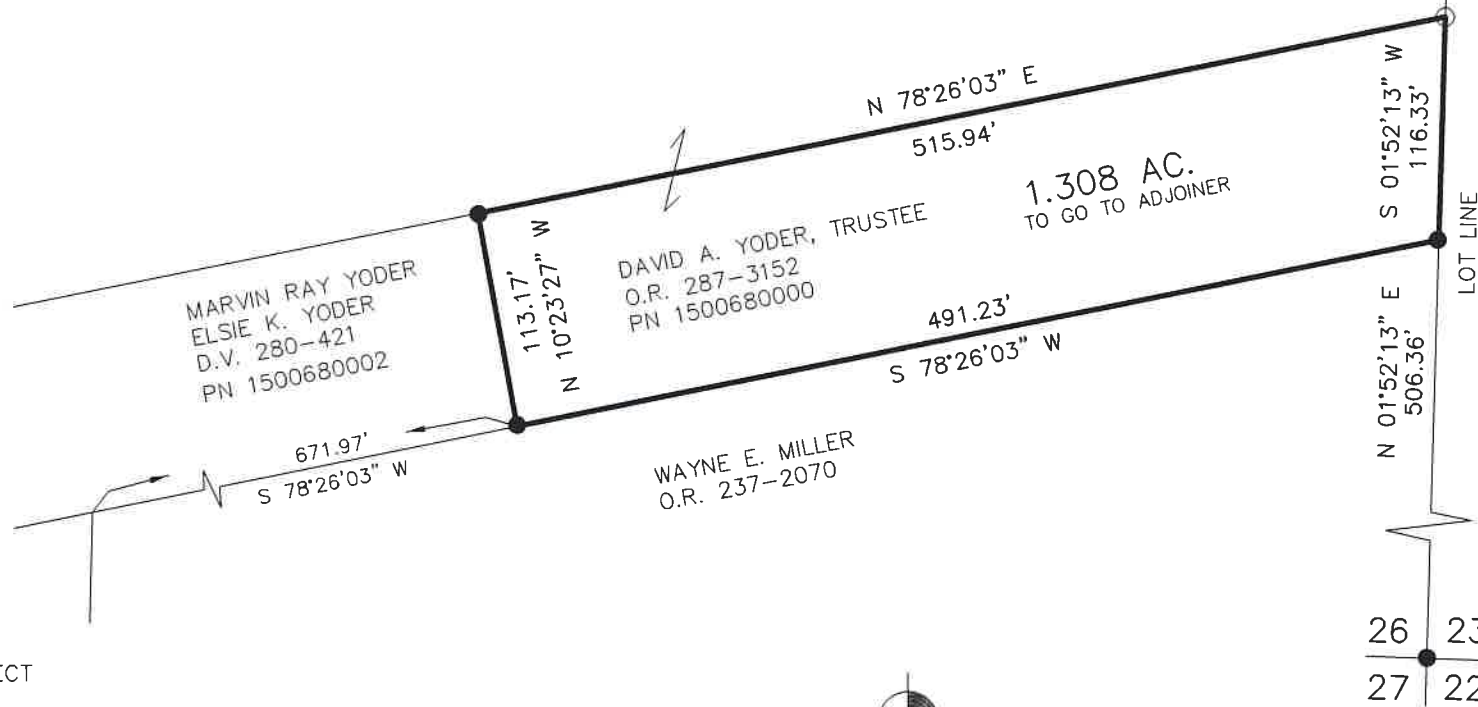 N 78°26'03" E
515.94'
S 01°52'13" W
116.33'
1.308 AC.
TO GO TO ADJOINER
LOT LINE
113.17'
N 10°23'27" W
DAVID A. YODER, TRUSTEE
O.R. 287-3152
PN 1500680000
MARVIN RAY YODER
ELSIE K. YODER
D.V. 280-421
PN 1500680002
491.23'
S 78°26'03" W
N 01°52'13" E
506.36'
671.97'
S 78°26'03" W
WAYNE E. MILLER
O.R. 237-2070
26 23
27 22
ECT